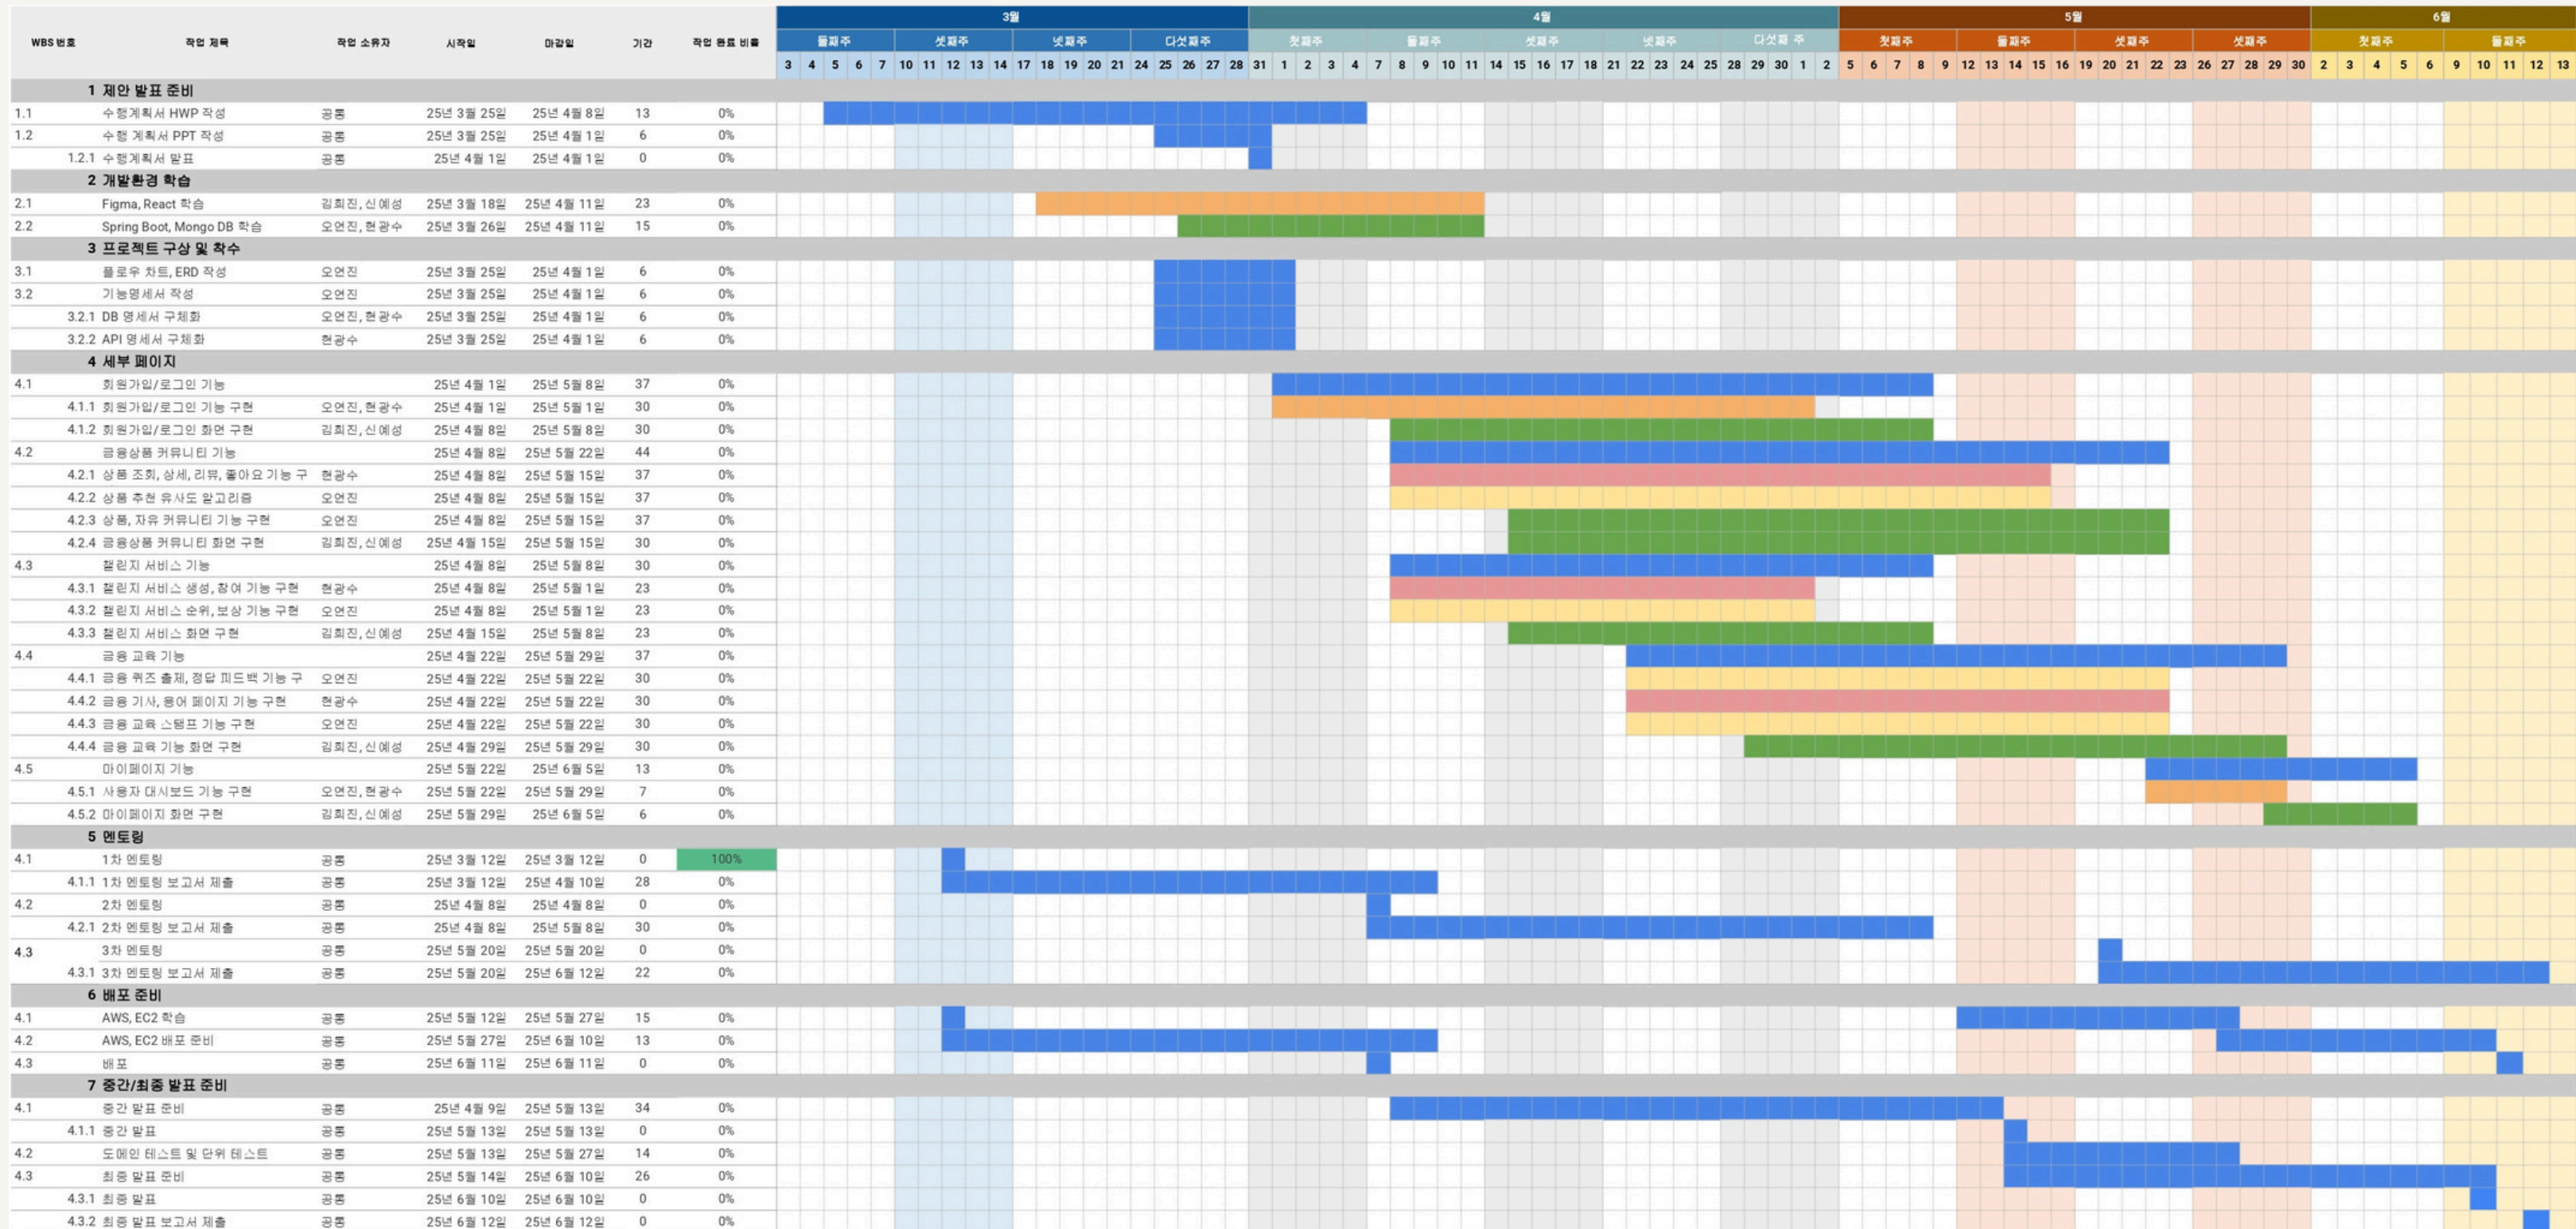 3월 4월 5월 6월
WBS 번호 작업 제목 작업 소유자 시작일 마감일 기간 작업 완료 비율 둘째주 셋째주 넷째주 다섯째주 첫째주 둘째주 셋째주 넷째주 다섯째 주 첫째주 둘째주 셋째주 셋째주 첫째주 둘째주
3 4 5 6 7 10 11 12 13 14 17 18 19 20 21 24 25 26 27 28 31 1 2 3 4 7 8 9 10 11 14 15 16 17 18 21 22 23 24 25 28 29 30 1 2 5 6 7 8 9 12 13 14 15 16 19 20 21 22 23 26 27 28 29 30 2 3 4 5 6 9 10 11 12 13
1 제안 발표 준비
1.1 수행계획서 HWP 작성 공통 25년 3월 25일 25년 4월 8일 13 0%
1.2 수행 계획서 PPT 작성 공통 25년 3월 25일 25년 4월 1일 6 0%
1.2.1 수행계획서 발표 공통 25년 4월 1일 25년 4월 1일 0 0%
2 개발환경 학습
2.1 Figma, React 학습 김희진, 신예성 25년 3월 18일 25년 4월 11일 23 0%
2.2 Spring Boot, Mongo DB 학습 오연진, 현광수 25년 3월 26일 25년 4월 11일 15 0%
3 프로젝트 구상 및 착수
3.1 플로우 차트, ERD 작성 오연진 25년 3월 25일 25년 4월 1일 6 0%
3.2 기능명세서 작성 오연진 25년 3월 25일 25년 4월 1일 6 0%
3.2.1 DB 명세서 구체화 오연진, 현광수 25년 3월 25일 25년 4월 1일 6 0%
3.2.2 API 명세서 구체화 현광수 25년 3월 25일 25년 4월 1일 6 0%
4 세부 페이지
4.1 회원가입/로그인 기능 25년 4월 1일 25년 5월 8일 37 0%
4.1.1 회원가입/로그인 기능 구현 오연진, 현광수 25년 4월 1일 25년 5월 1일 30 0%
4.1.2 회원가입/로그인 화면 구현 김희진, 신예성 25년 4월 8일 25년 5월 8일 30 0%
4.2 금융상품 커뮤니티 기능 25년 4월 8일 25년 5월 22일 44 0%
4.2.1 상품 조회, 상세, 리뷰, 좋아요 기능 구 현광수 25년 4월 8일 25년 5월 15일 37 0%
4.2.2 상품 추천 유사도 알고리즘 오연진 25년 4월 8일 25년 5월 15일 37 0%
4.2.3 상품, 자유 커뮤니티 기능 구현 오연진 25년 4월 8일 25년 5월 15일 37 0%
4.2.4 금융상품 커뮤니티 화면 구현 김희진, 신예성 25년 4월 15일 25년 5월 15일 30 0%
4.3 챌린지 서비스 기능 25년 4월 8일 25년 5월 8일 30 0%
4.3.1 챌린지 서비스 생성, 참여 기능 구현 현광수 25년 4월 8일 25년 5월 1일 23 0%
4.3.2 챌린지 서비스 순위, 보상 기능 구현 오연진 25년 4월 8일 25년 5월 1일 23 0%
4.3.3 챌린지 서비스 화면 구현 김희진, 신예성 25년 4월 15일 25년 5월 8일 23 0%
4.4 금융 교육 기능 25년 4월 22일 25년 5월 29일 37 0%
4.4.1 금융 퀴즈 출제, 정답 피드백 기능 구 오연진 25년 4월 22일 25년 5월 22일 30 0%
4.4.2 금융 기사, 용어 페이지 기능 구현 현광수 25년 4월 22일 25년 5월 22일 30 0%
4.4.3 금융 교육 스탬프 기능 구현 오연진 25년 4월 22일 25년 5월 22일 30 0%
4.4.4 금융 교육 기능 화면 구현 김희진, 신예성 25년 4월 29일 25년 5월 29일 30 0%
4.5 마이페이지 기능 25년 5월 22일 25년 6월 5일 13 0%
4.5.1 사용자 대시보드 기능 구현 오연진, 현광수 25년 5월 22일 25년 5월 29일 7 0%
4.5.2 마이페이지 화면 구현 김희진, 신예성 25년 5월 29일 25년 6월 5일 6 0%
5 멘토링
4.1 1차 멘토링 공통 25년 3월 12일 25년 3월 12일 0 100%
4.1.1 1차 멘토링 보고서 제출 공통 25년 3월 12일 25년 4월 10일 28 0%
4.2 2차 멘토링 공통 25년 4월 8일 25년 4월 8일 0 0%
4.2.1 2차 멘토링 보고서 제출 공통 25년 4월 8일 25년 5월 8일 30 0%
4.3 3차 멘토링 공통 25년 5월 20일 25년 5월 20일 0 0%
4.3.1 3차 멘토링 보고서 제출 공통 25년 5월 20일 25년 6월 12일 22 0%
6 배포 준비
4.1 AWS, EC2 학습 공통 25년 5월 12일 25년 5월 27일 15 0%
4.2 AWS, EC2 배포 준비 공통 25년 5월 27일 25년 6월 10일 13 0%
4.3 배포 공통 25년 6월 11일 25년 6월 11일 0 0%
7 중간/최종 발표 준비
4.1 중간 발표 준비 공통 25년 4월 9일 25년 5월 13일 34 0%
4.1.1 중간 발표 공통 25년 5월 13일 25년 5월 13일 0 0%
4.2 도메인 테스트 및 단위 테스트 공통 25년 5월 13일 25년 5월 27일 14 0%
4.3 최종 발표 준비 공통 25년 5월 14일 25년 6월 10일 26 0%
4.3.1 최종 발표 공통 25년 6월 10일 25년 6월 10일 0 0%
4.3.2 최종 발표 보고서 제출 공통 25년 6월 12일 25년 6월 12일 0 0%